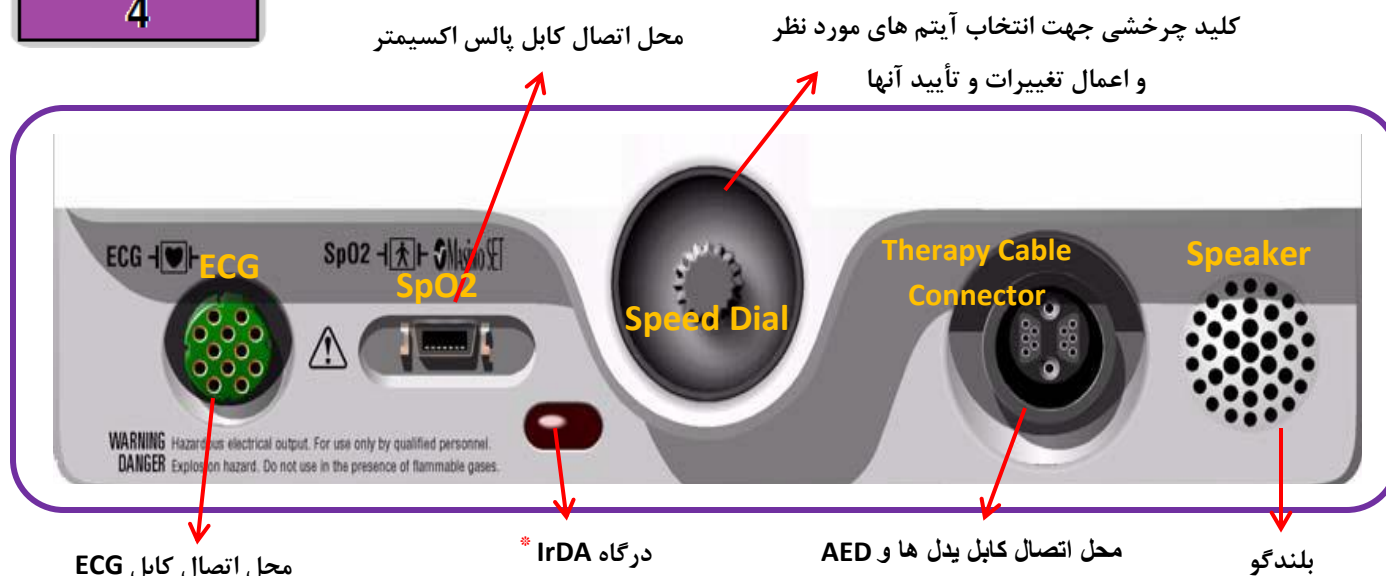 4
کلید چرخشی جهت انتخاب آیتم های مورد نظر
و اعمال تغییرات و تأیید آنها
محل اتصال کابل پالس اکسیمتر
ECG
ECG
SpO2
Masimo SET
SpO2
Speed Dial
Therapy Cable
Connector
Speaker
WARNING Hazardous electrical output. For use only by qualified personnel.
DANGER Explosion hazard. Do not use in the presence of flammable gases.
محل اتصال کابل ECG
درگاه IrDA *
محل اتصال کابل پدل ها و AED
بلندگو